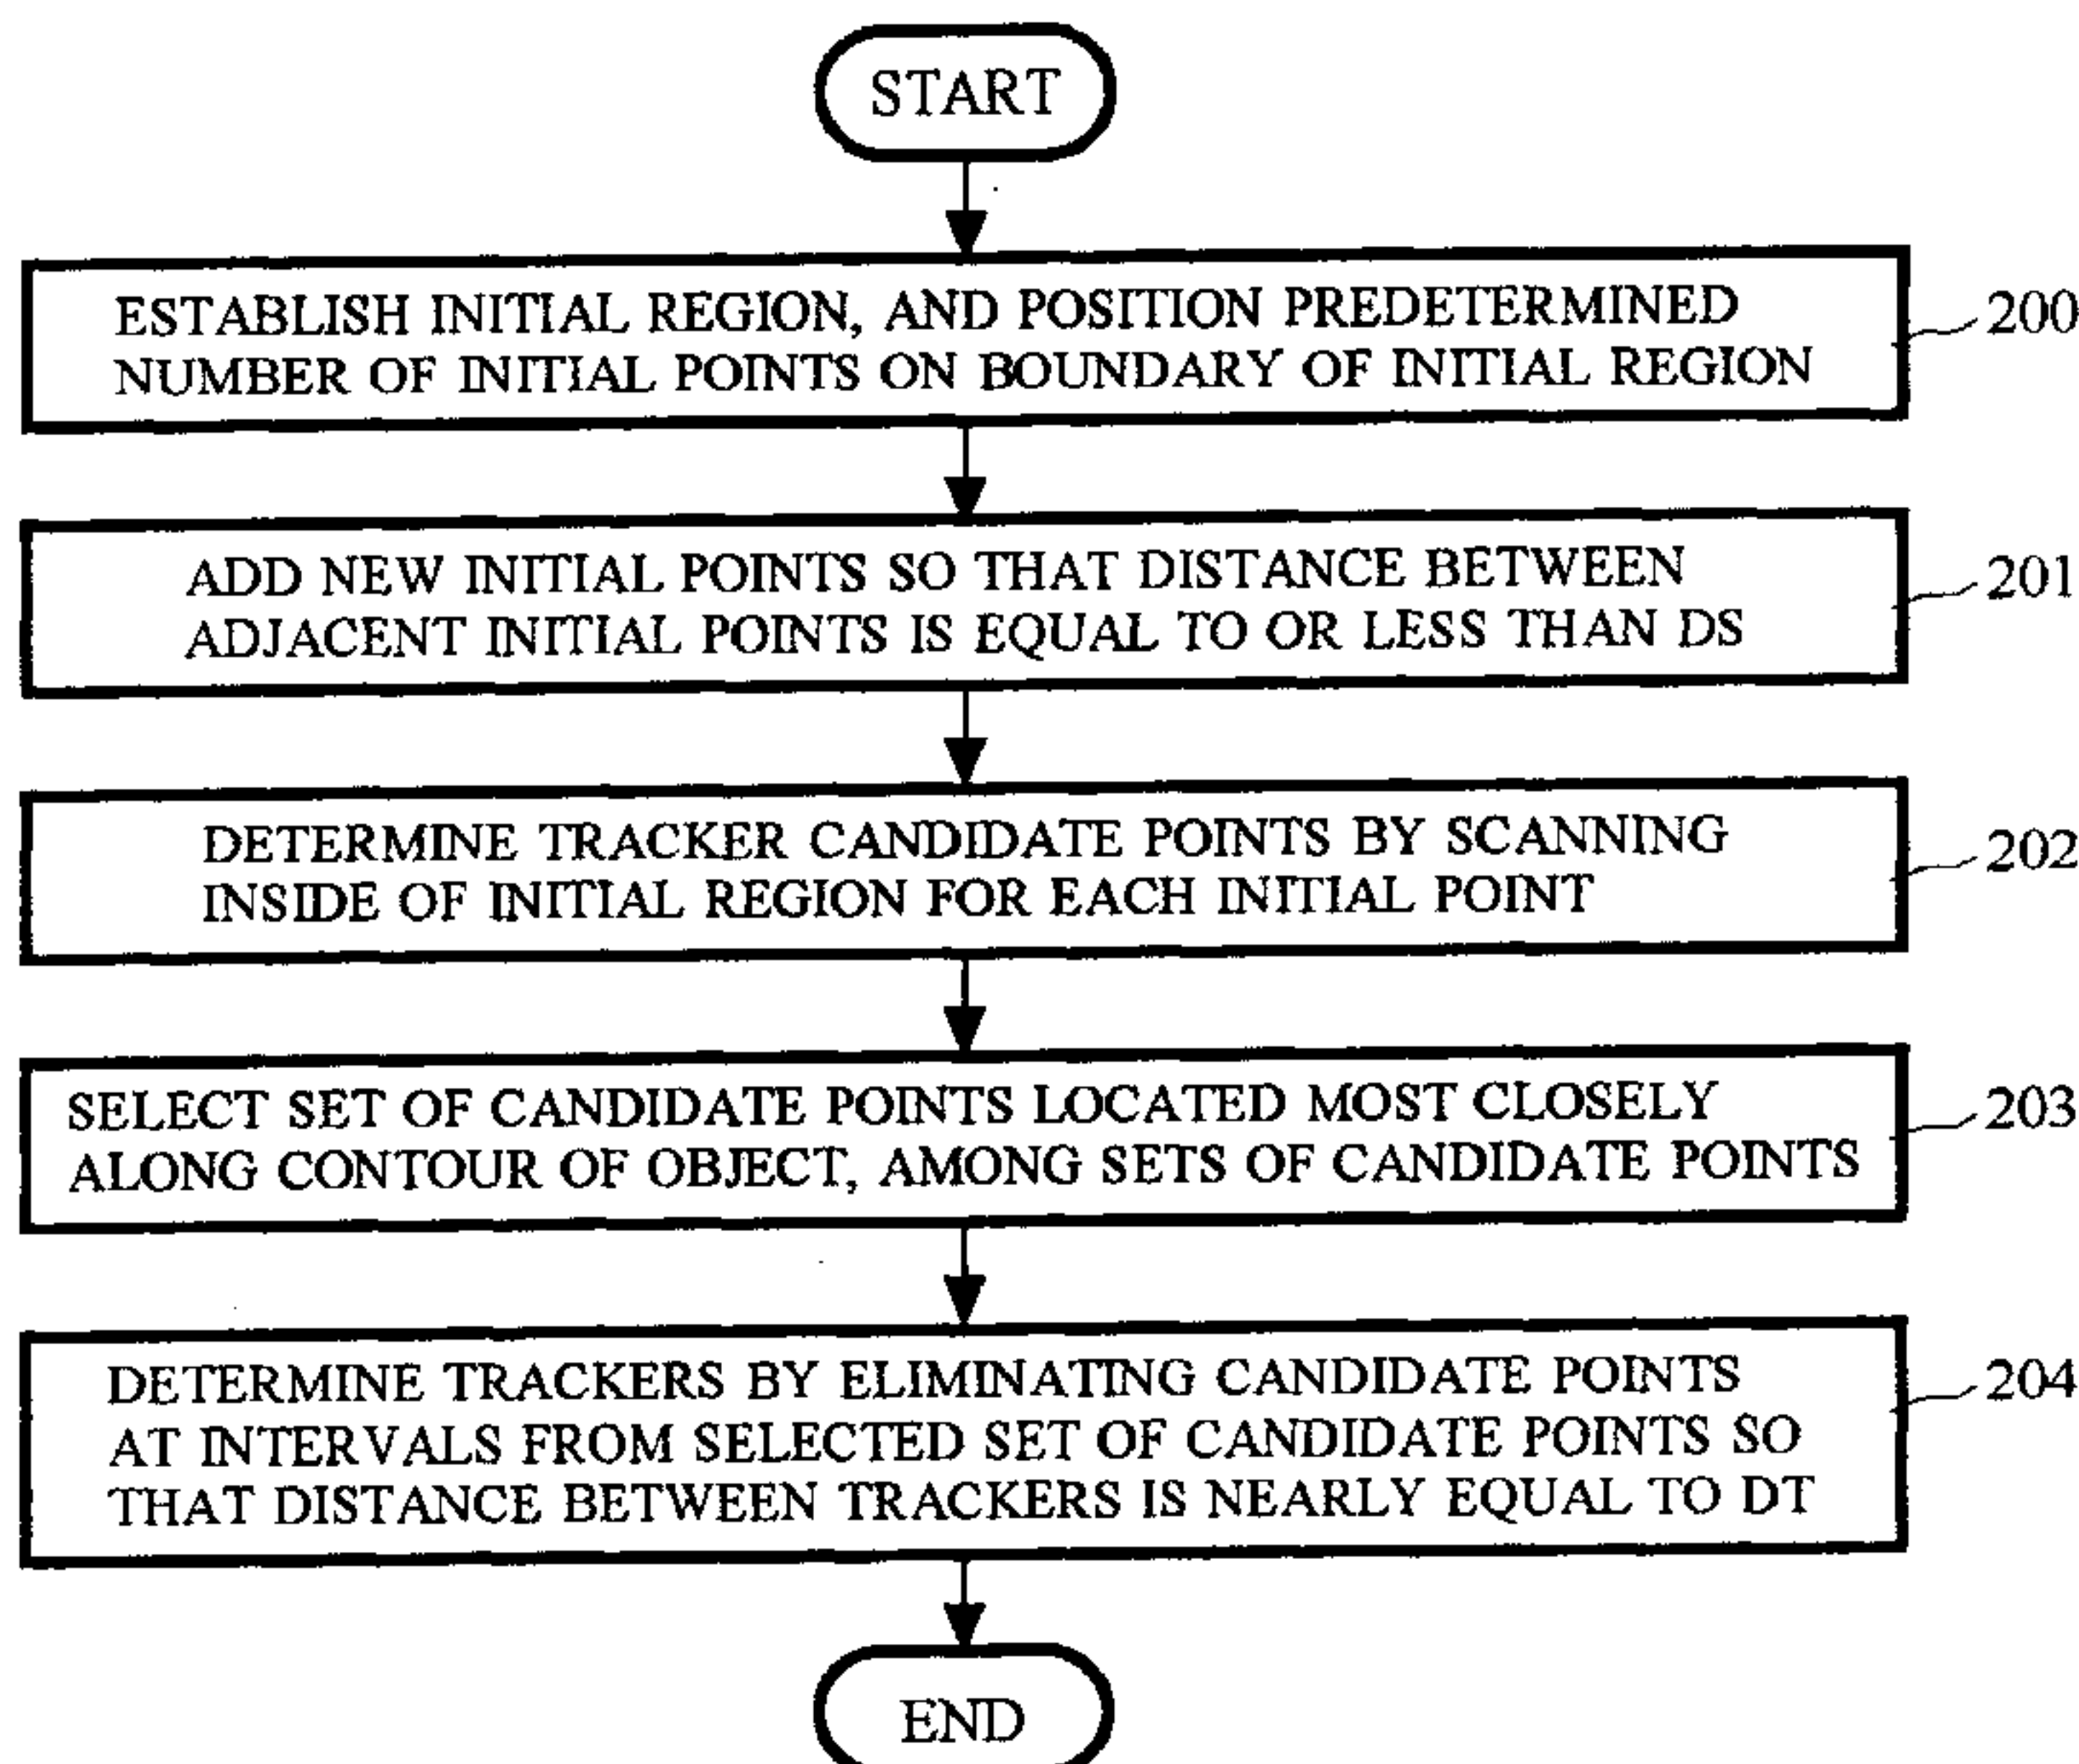 START
ESTABLISH INITIAL REGION, AND POSITION PREDETERMINED
NUMBER OF INITIAL POINTS ON BOUNDARY OF INITIAL REGION
200
ADD NEW INITIAL POINTS SO THAT DISTANCE BETWEEN
ADJACENT INITIAL POINTS IS EQUAL TO OR LESS THAN DS
201
DETERMINE TRACKER CANDIDATE POINTS BY SCANNING
INSIDE OF INITIAL REGION FOR EACH INITIAL POINT
202
SELECT SET OF CANDIDATE POINTS LOCATED MOST CLOSELY
ALONG CONTOUR OF OBJECT, AMONG SETS OF CANDIDATE POINTS
203
DETERMINE TRACKERS BY ELIMINATING CANDIDATE POINTS
AT INTERVALS FROM SELECTED SET OF CANDIDATE POINTS SO
THAT DISTANCE BETWEEN TRACKERS IS NEARLY EQUAL TO DT
204
END